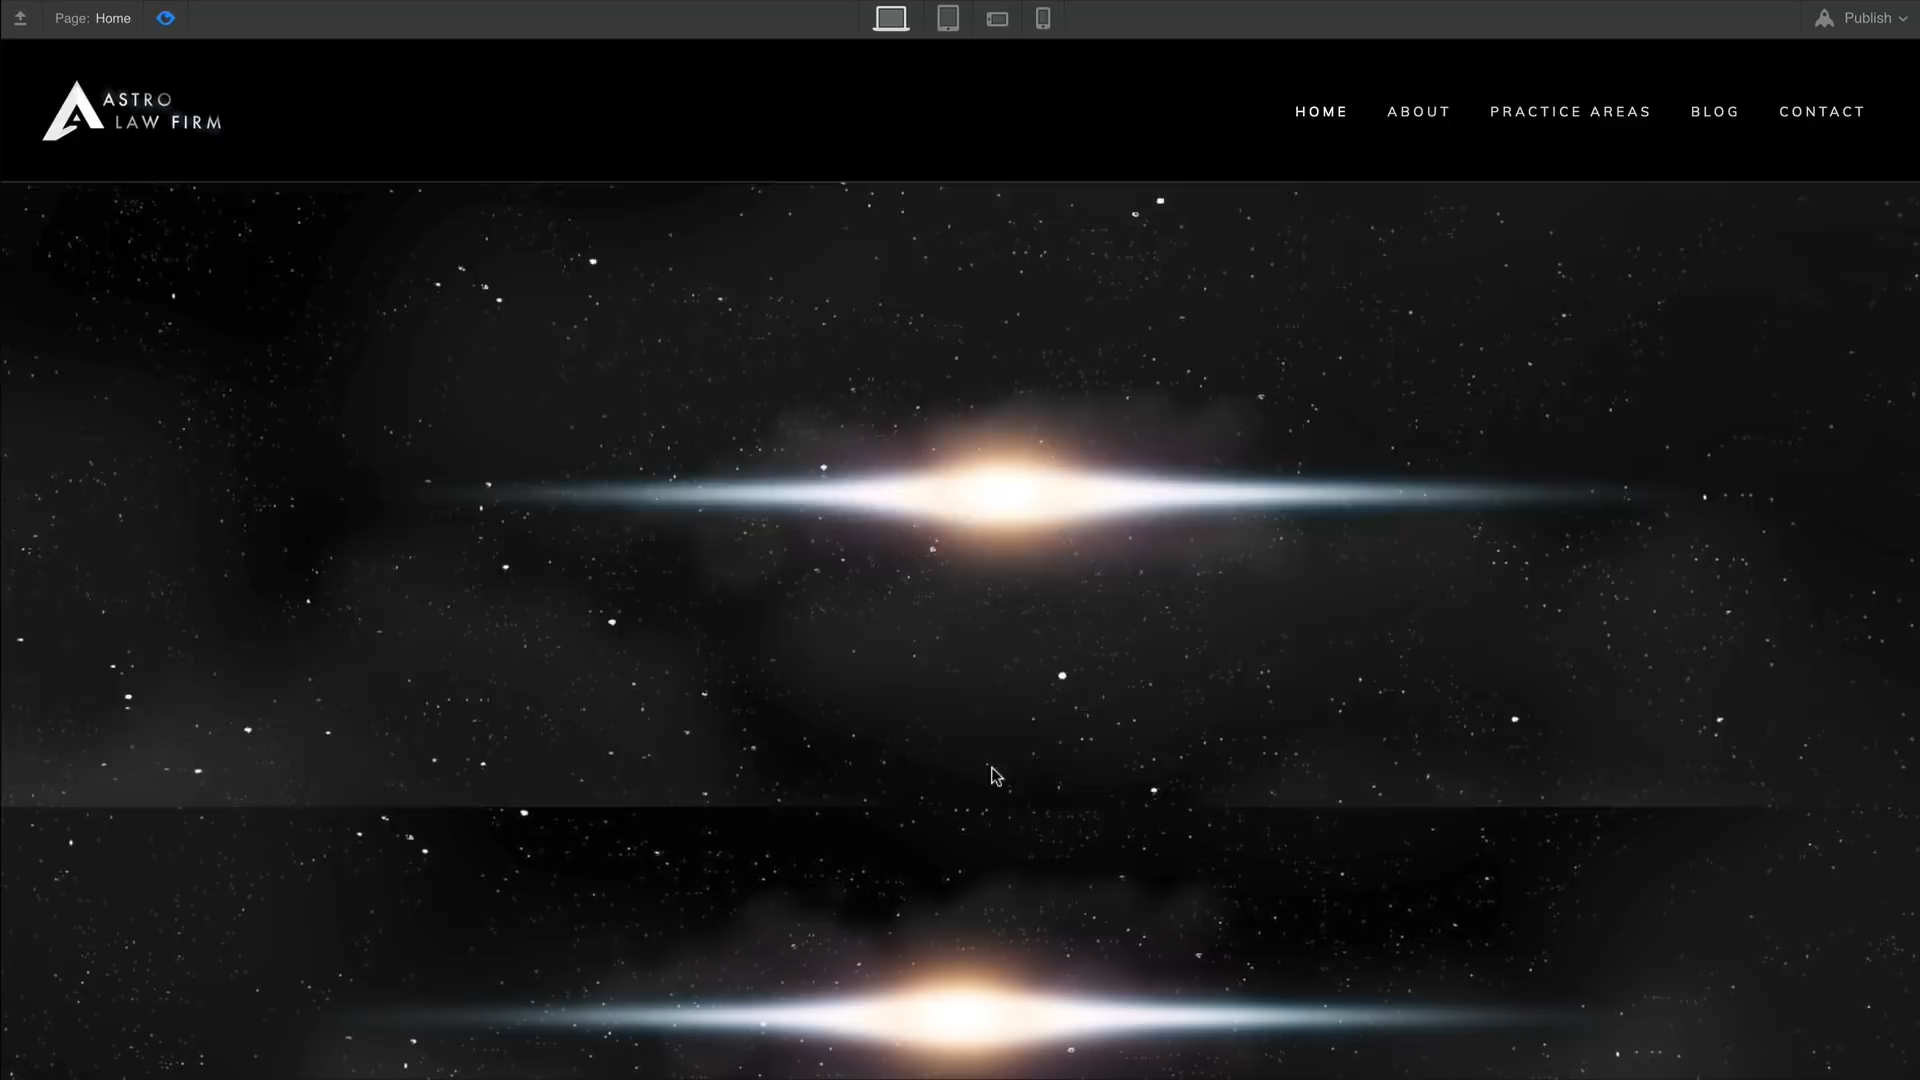 Page: Home
Publish
ASTRO
LAW FIRM
HOME
ABOUT
PRACTICE AREAS
BLOG
CONTACT